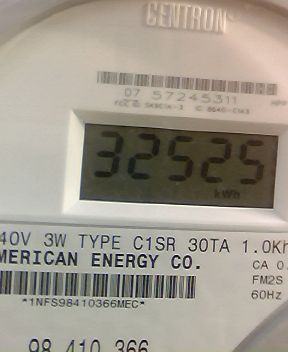 CENTRON
07 57245311
32525
kWh
40V 3W TYPE C1SR 30TA 1.0Kh
MERICAN ENERGY CO.
CA 0.
FM2S
60Hz
*1NFS98410366MEC*
98 410 366